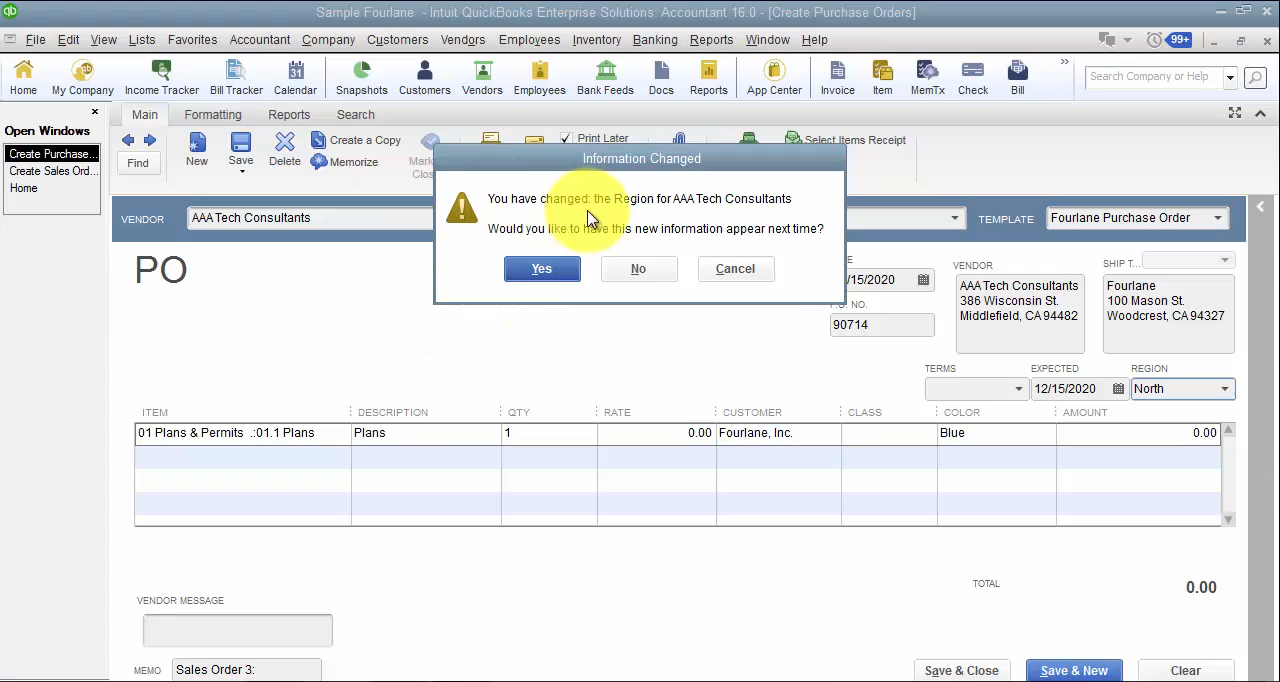 Sample Fourlane - Intuit QuickBooks Enterprise Solutions: Accountant 16.0 - [Create Purchase Orders]
File Edit View Lists Favorites Accountant Company Customers Vendors Employees Inventory Banking Reports Window Help
99+
Home My Company Income Tracker Bill Tracker Calendar Snapshots Customers Vendors Employees Bank Feeds Docs Reports App Center Invoice Item MemTx Check Bill
31
Search Company or Help
Open Windows
Create Purchase...
Create Sales Ord...
Home
Main Formatting Reports Search
Find
New
Save
Delete
Create a Copy
Memorize
Print Later
Select Items Receipt
Information Changed
You have changed: the Region for AAA Tech Consultants
Would you like to have this new information appear next time?
Yes No Cancel
VENDOR AAA Tech Consultants
TEMPLATE Fourlane Purchase Order
PO
/15/2020
P.O. NO.
90714
VENDOR
AAA Tech Consultants
386 Wisconsin St.
Middlefield, CA 94482
SHIP T...
Fourlane
100 Mason St.
Woodcrest, CA 94327
TERMS EXPECTED REGION
12/15/2020 North
ITEM DESCRIPTION QTY RATE CUSTOMER CLASS COLOR AMOUNT
01 Plans & Permits .:01.1 Plans Plans 1 0.00 Fourlane, Inc. Blue 0.00
TOTAL 0.00
VENDOR MESSAGE
MEMO Sales Order 3:
Save & Close Save & New Clear